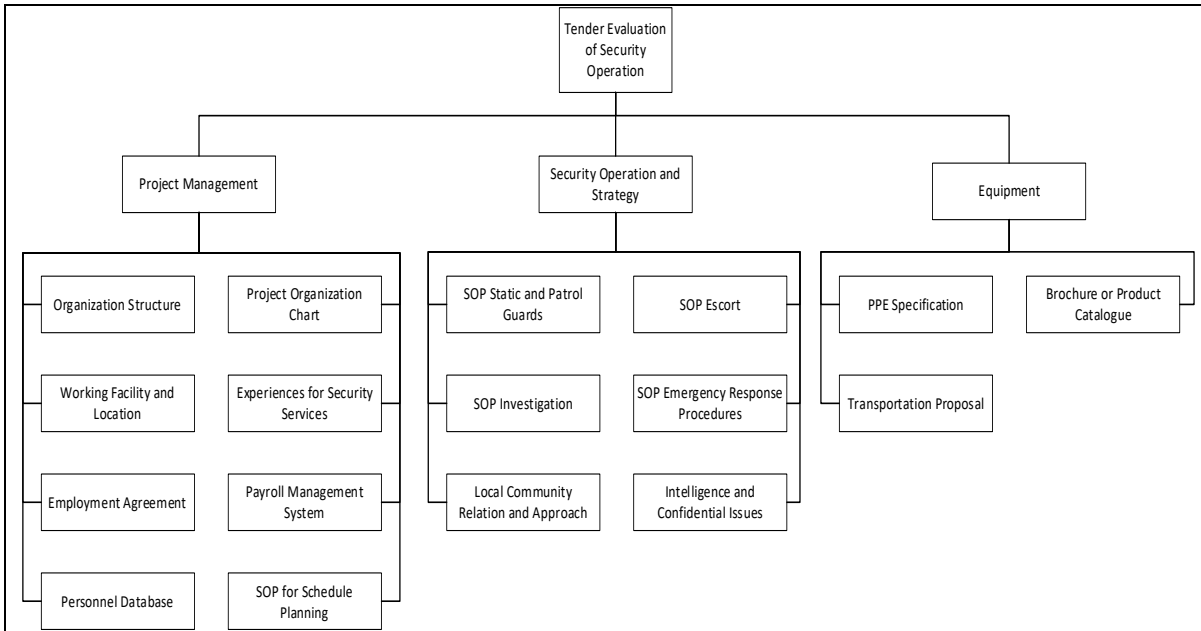 Tender Evaluation
of Security
Operation
Project Management
Security Operation and
Strategy
Equipment
Organization Structure
Project Organization
Chart
SOP Static and Patrol
Guards
SOP Escort
PPE Specification
Brochure or Product
Catalogue
Working Facility and
Location
Experiences for Security
Services
SOP Investigation
SOP Emergency Response
Procedures
Transportation Proposal
Employment Agreement
Payroll Management
System
Local Community
Relation and Approach
Intelligence and
Confidential Issues
Personnel Database
SOP for Schedule
Planning